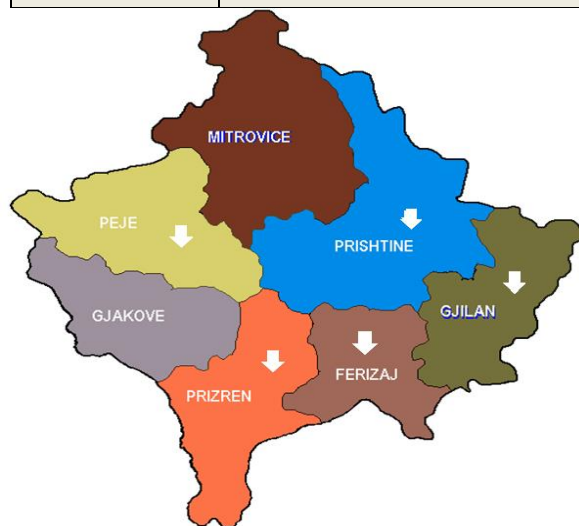 MITROVICE
PEJE
PRISHTINE
GJAKOVE
GJILAN
PRIZREN
FERIZAJ